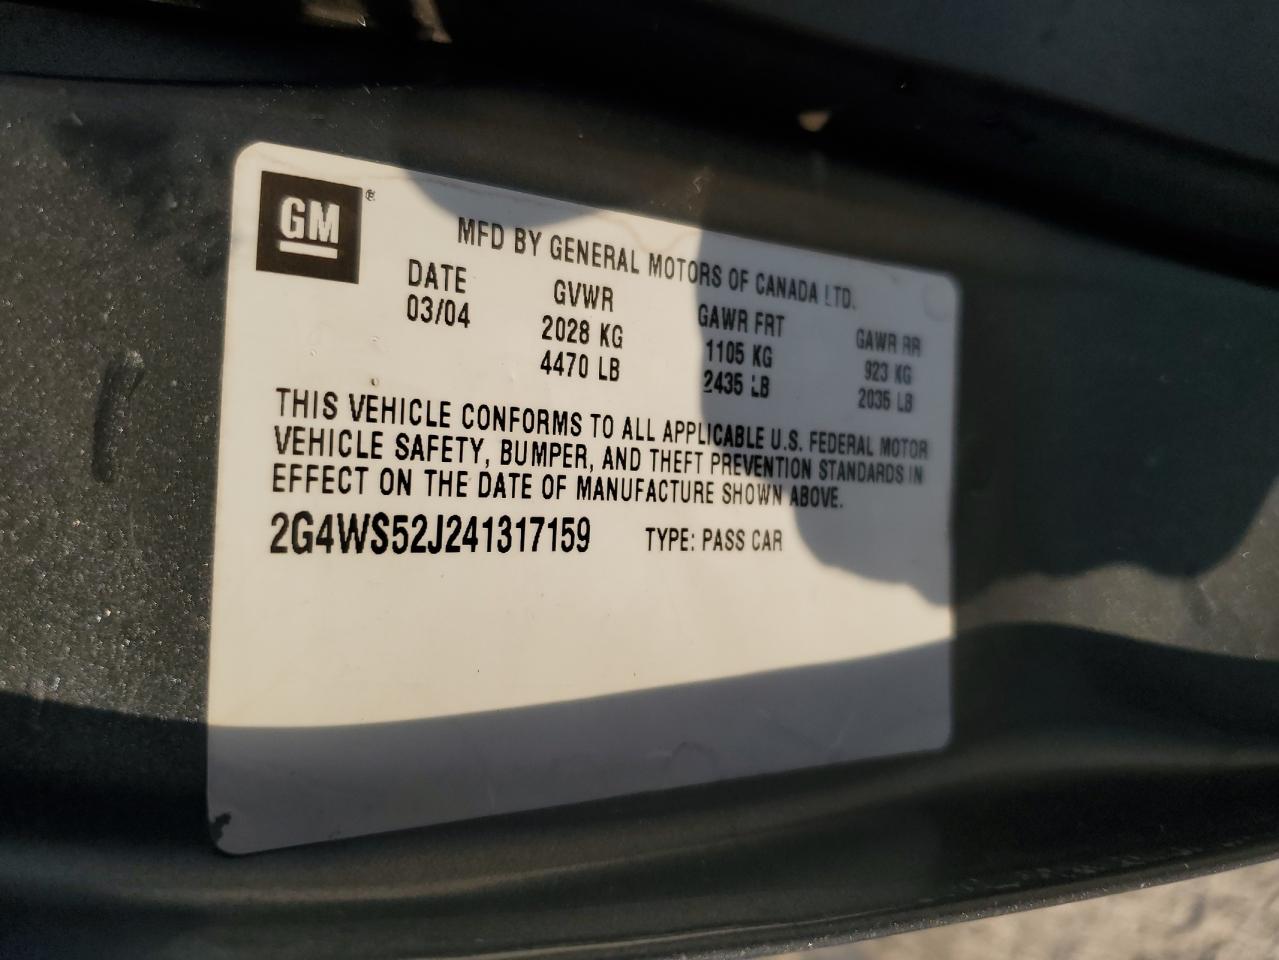 GM ®
MFD BY GENERAL MOTORS OF CANADA LTD.
DATE GVWR GAWR FRT GAWR RR
03/04 2028 KG 1105 KG 923 KG
4470 LB 2435 LB 2035 LB
THIS VEHICLE CONFORMS TO ALL APPLICABLE U.S. FEDERAL MOTOR
VEHICLE SAFETY, BUMPER, AND THEFT PREVENTION STANDARDS IN
EFFECT ON THE DATE OF MANUFACTURE SHOWN ABOVE.
2G4WS52J241317159 TYPE: PASS CAR